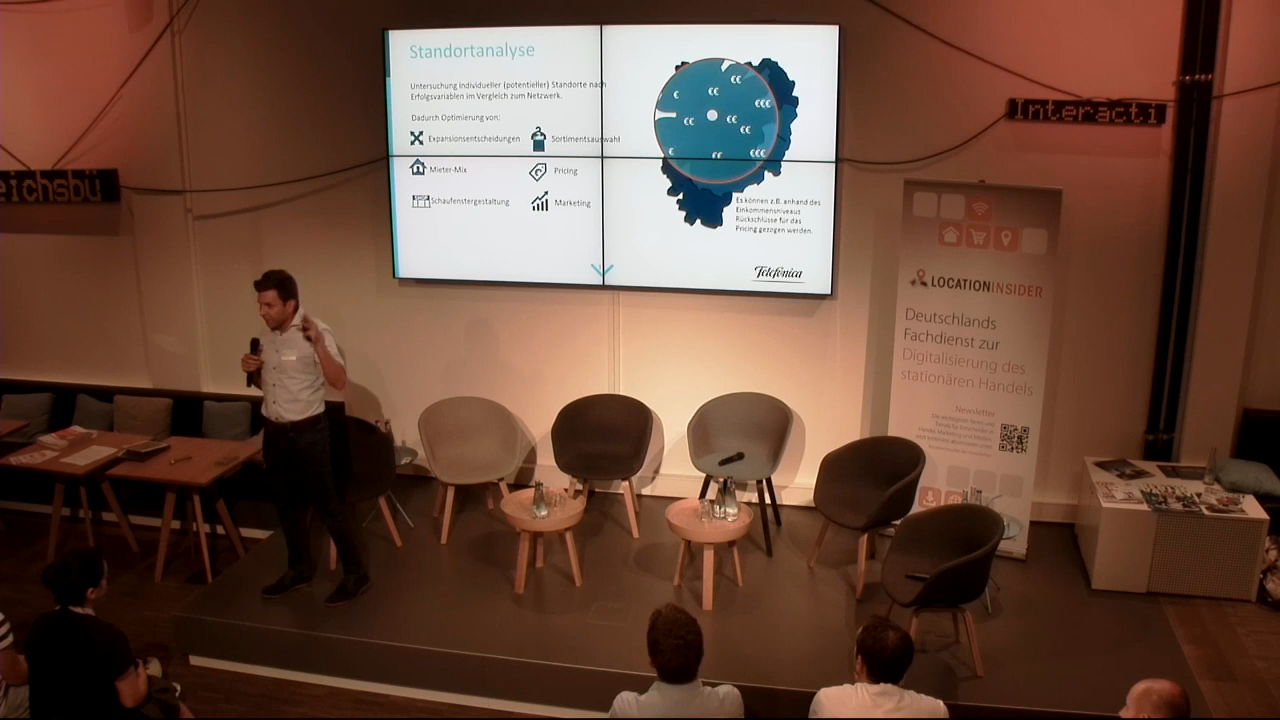 Standortanalyse
Untersuchung individueller (potentieller) Standorte nach
Erfolgsvariablen im Vergleich zum Netzwerk.
Dadurch Optimierung von:
Expansionsentscheidungen
Sortimentsauswahl
Mieter-Mix
Pricing
SHOP
Schaufenstergestaltung
Marketing
€€
€
€€
€€€
€€
€€
€€
€
€€
€€€
Es können z.B. anhand des
Einkommensniveaus
Rückschlüsse für das
Pricing gezogen werden.
Telefónica
Interacti
eichsbü
LOCATIONINSIDER
Deutschlands
Fachdienst zur
Digitalisierung des
stationären Handels
Newsletter